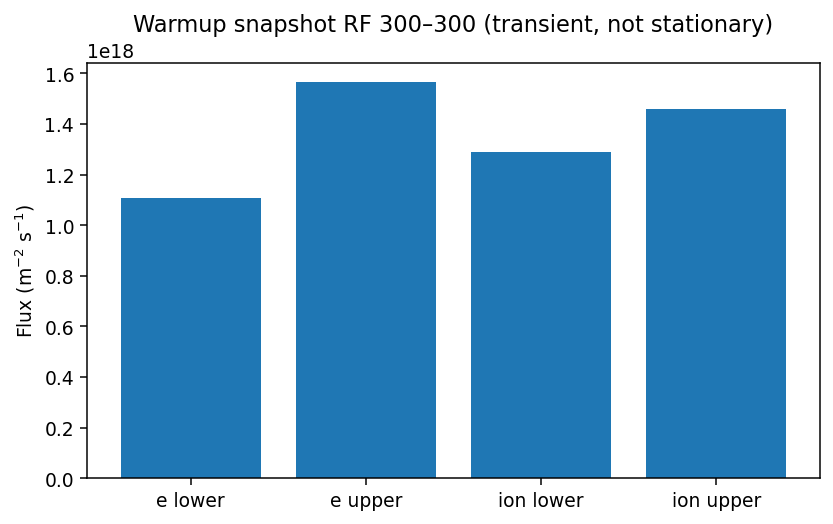 Warmup snapshot RF 300–300 (transient, not stationary)
1e18
1.6
1.4
1.2
1.0
0.8
0.6
0.4
0.2
0.0
Flux (m⁻² s⁻¹)
e lower
e upper
ion lower
ion upper